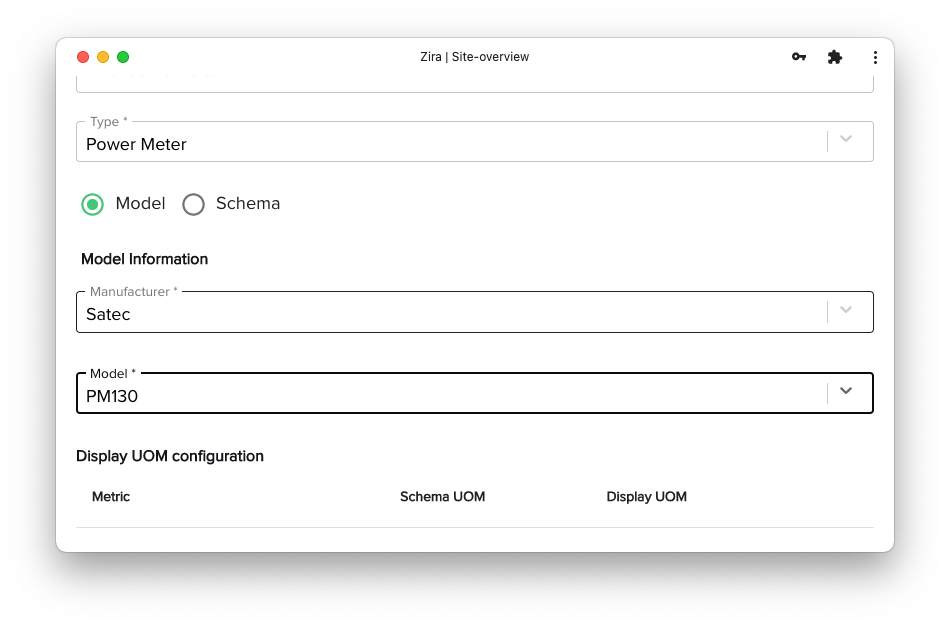 Zira | Site-overview
Type *
Power Meter
Model Schema
Model Information
Manufacturer *
Satec
Model *
PM130
Display UOM configuration
Metric Schema UOM Display UOM